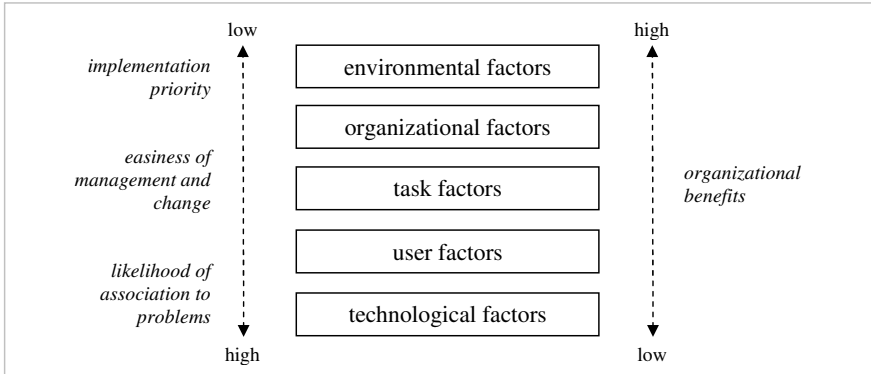 low
high
implementation
priority
environmental factors
organizational factors
easiness of
management and
change
task factors
organizational
benefits
user factors
likelihood of
association to
problems
technological factors
high
low